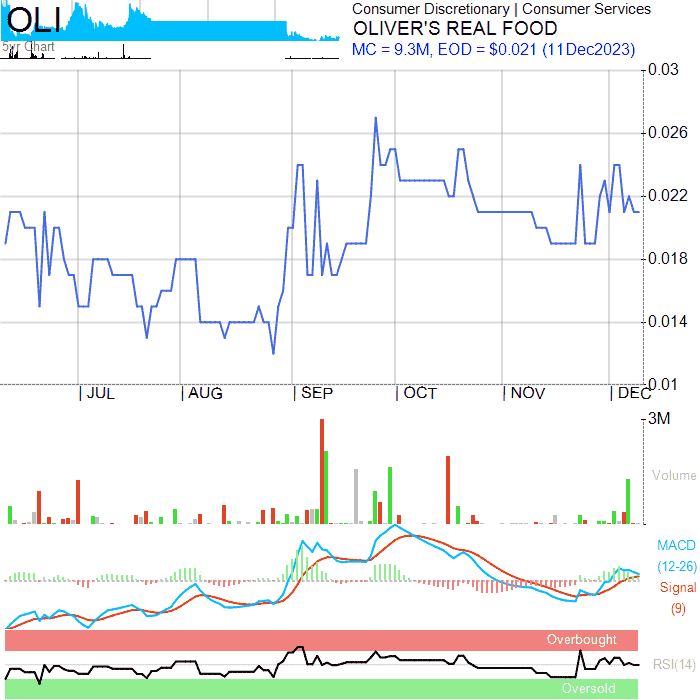 OLI
5yr Chart
Consumer Discretionary | Consumer Services
OLIVER'S REAL FOOD
MC = 9.3M, EOD = $0.021 (11Dec2023)
0.03
0.026
0.022
0.018
0.014
0.01
| JUL | AUG | SEP | OCT | NOV | DEC
3M
Volume
MACD
(12-26)
Signal
(9)
Overbought
RSI(14)
Oversold